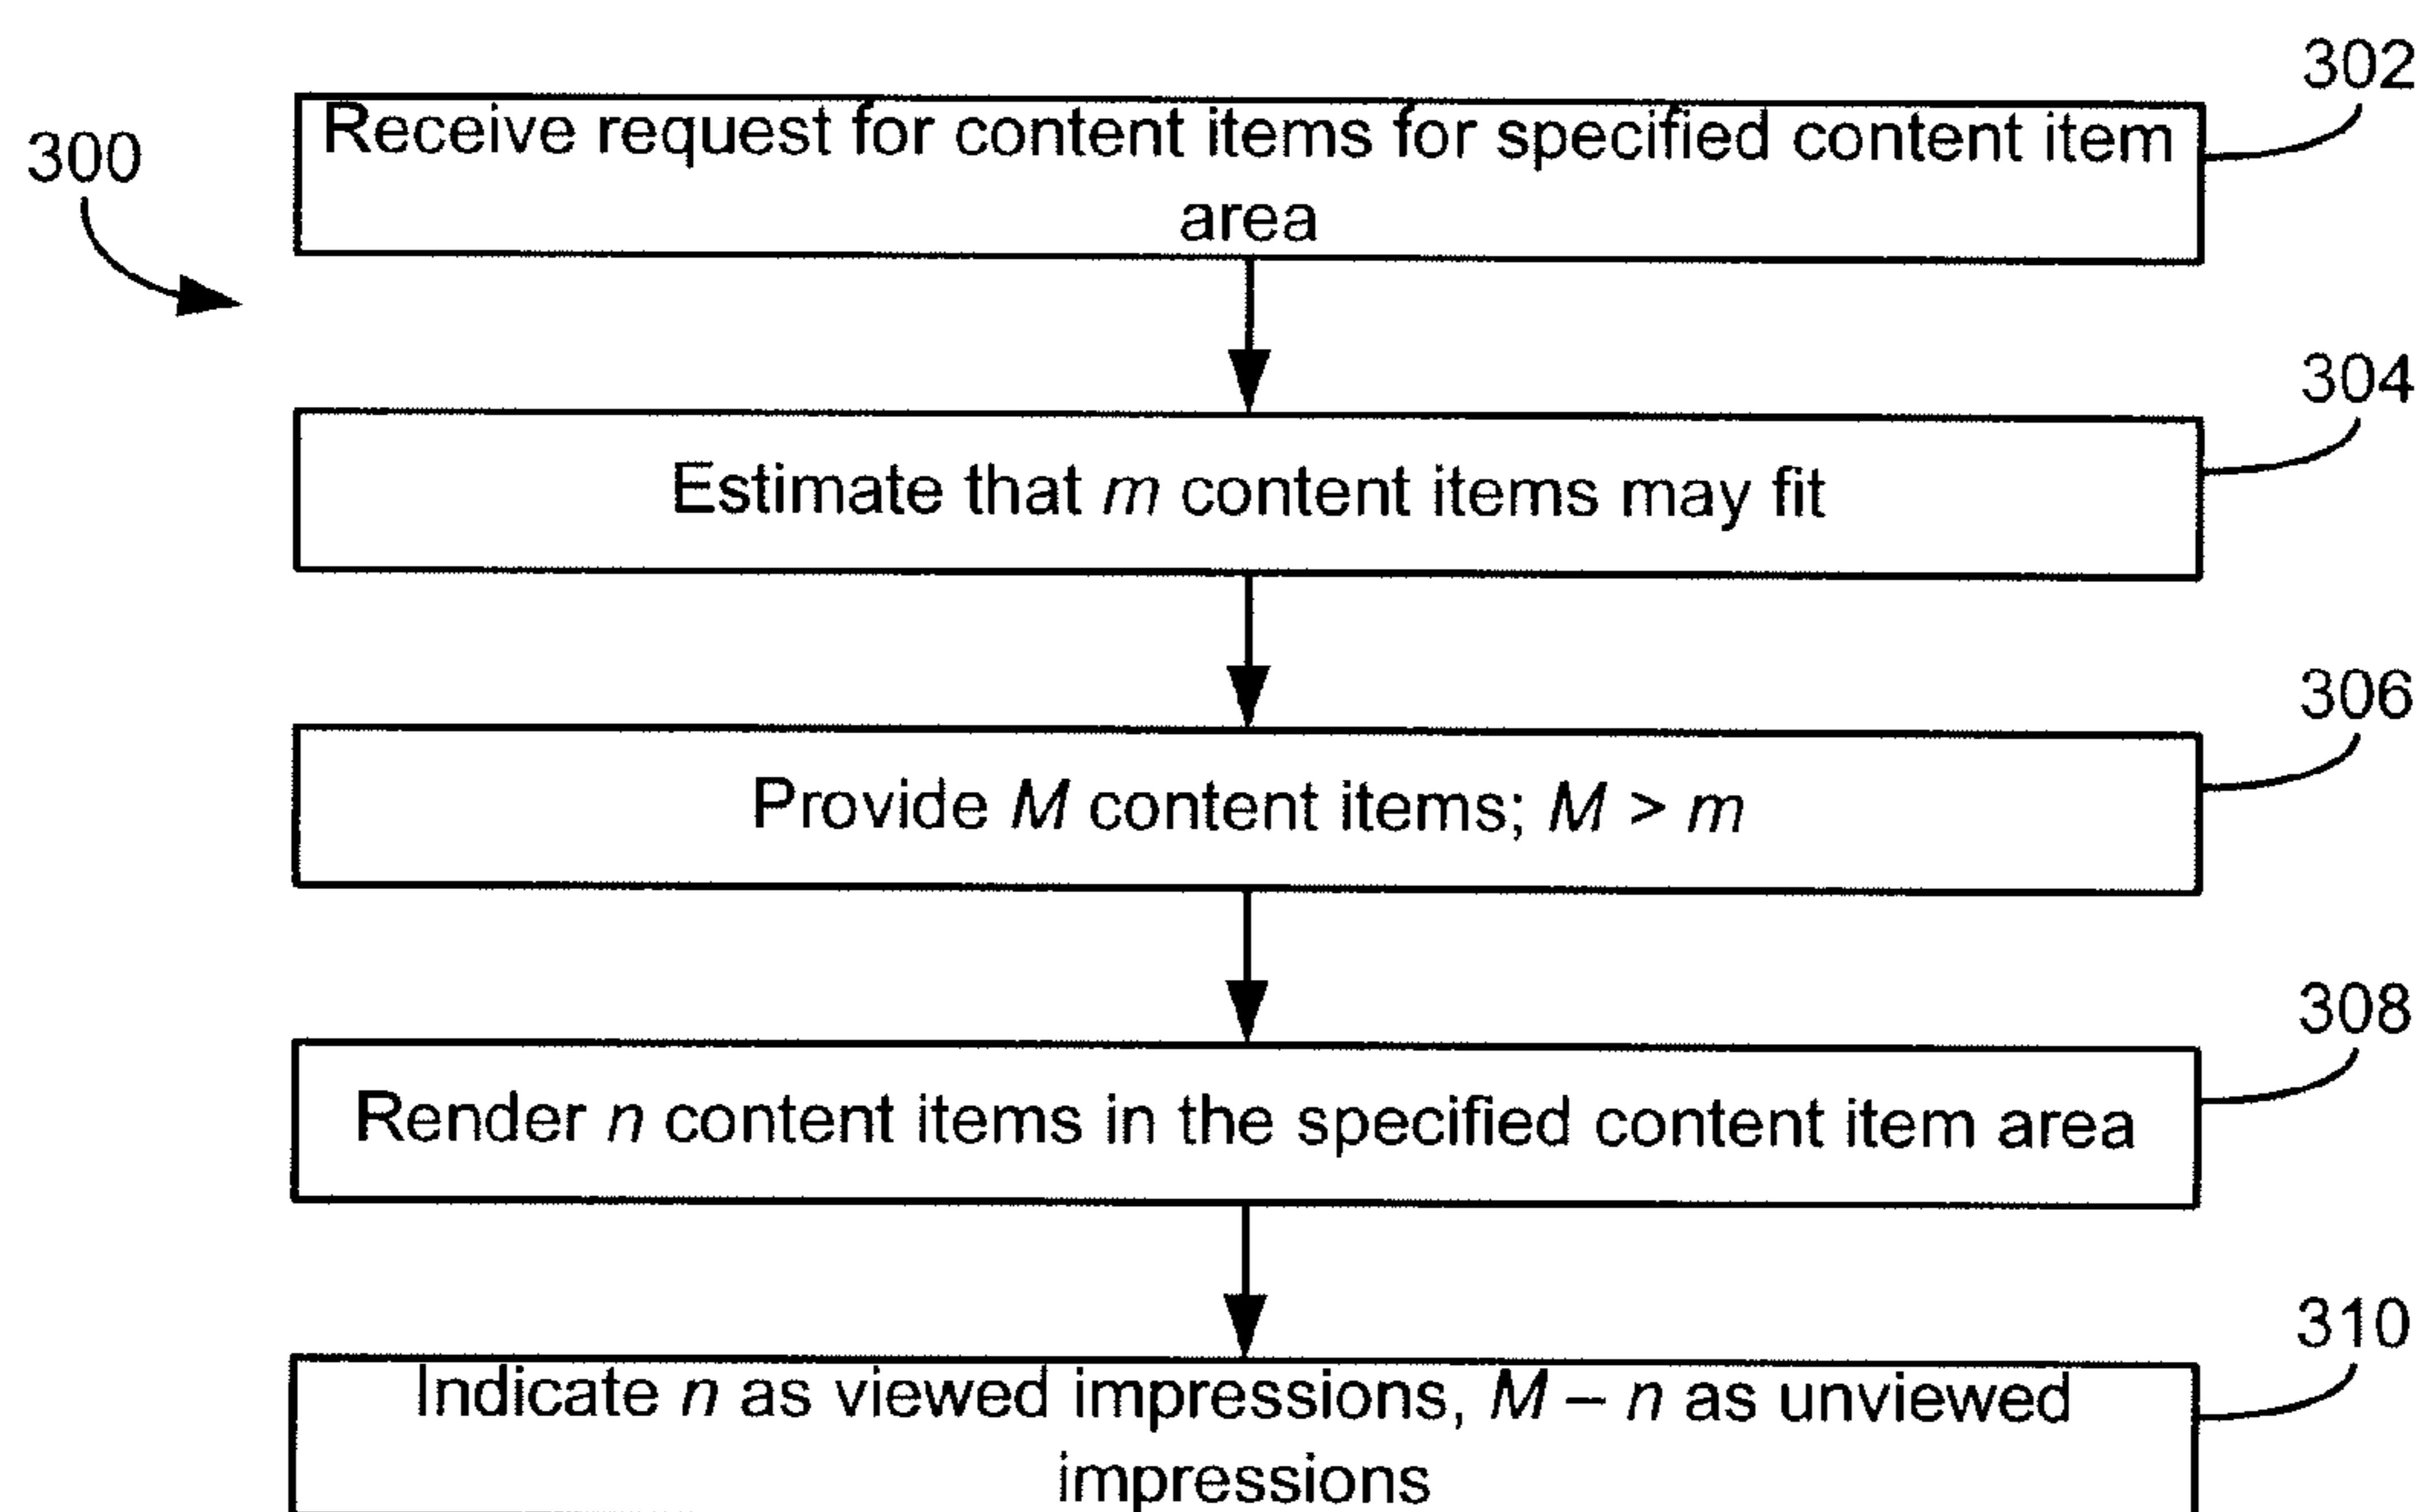 302
Receive request for content items for specified content item
area
300
304
Estimate that m content items may fit
306
Provide M content items; M > m
308
Render n content items in the specified content item area
310
Indicate n as viewed impressions, M – n as unviewed
impressions